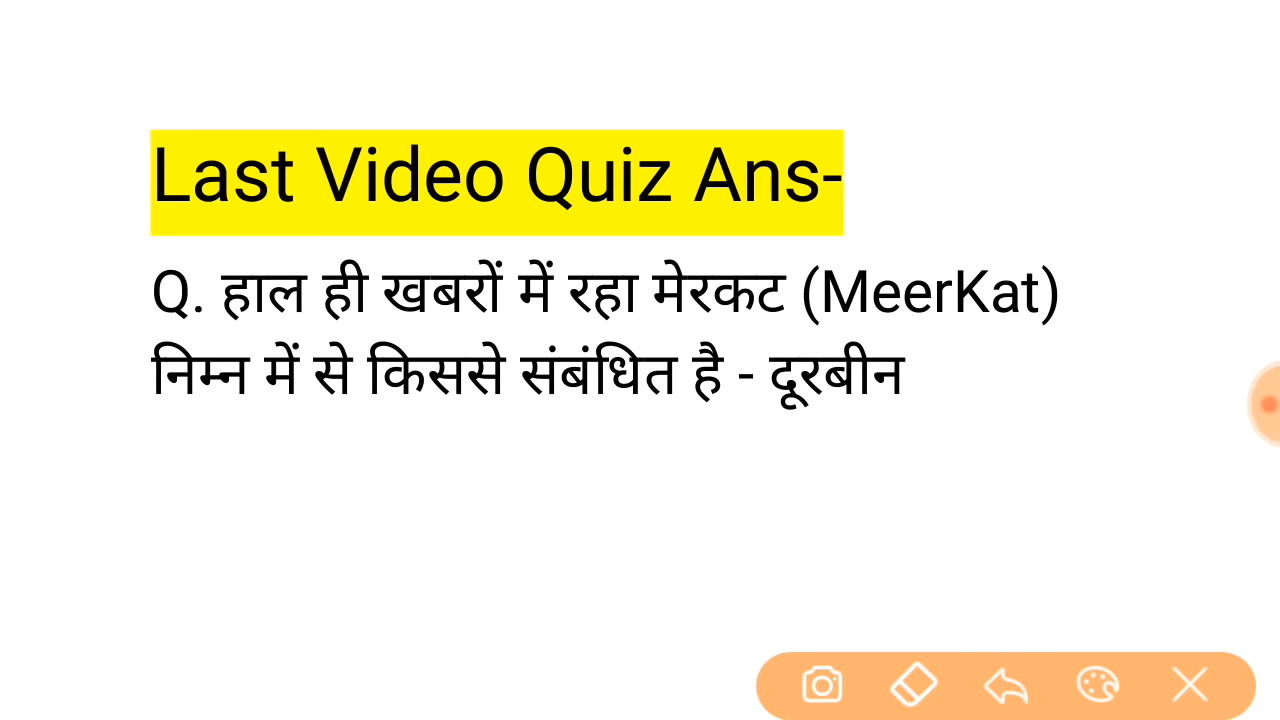 Last Video Quiz Ans-
Q. हाल ही खबरों में रहा मेरकट (MeerKat)
निम्न में से किससे संबंधित है - दूरबीन